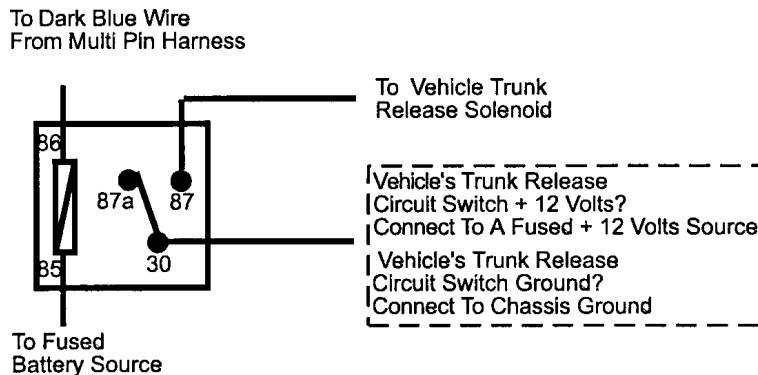 To Dark Blue Wire
From Multi Pin Harness
To Vehicle Trunk
Release Solenoid
86
87a
87
30
85
Vehicle's Trunk Release
Circuit Switch + 12 Volts?
Connect To A Fused + 12 Volts Source
Vehicle's Trunk Release
Circuit Switch Ground?
Connect To Chassis Ground
To Fused
Battery Source